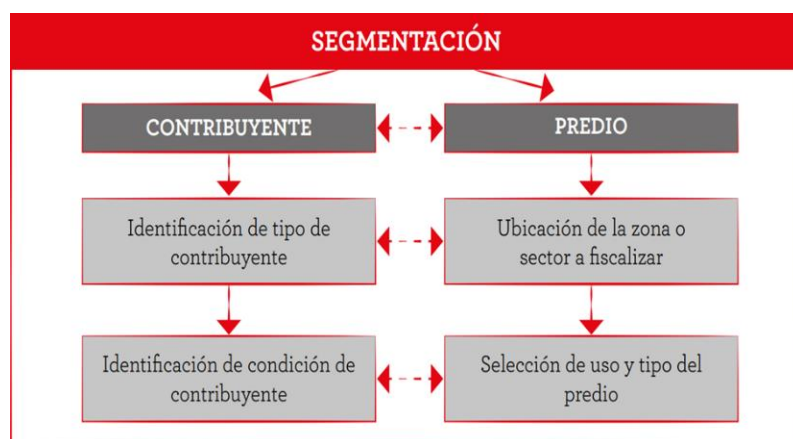 SEGMENTACIÓN
CONTRIBUYENTE
PREDIO
Identificación de tipo de
contribuyente
Ubicación de la zona o
sector a fiscalizar
Identificación de condición de
contribuyente
Selección de uso y tipo del
predio